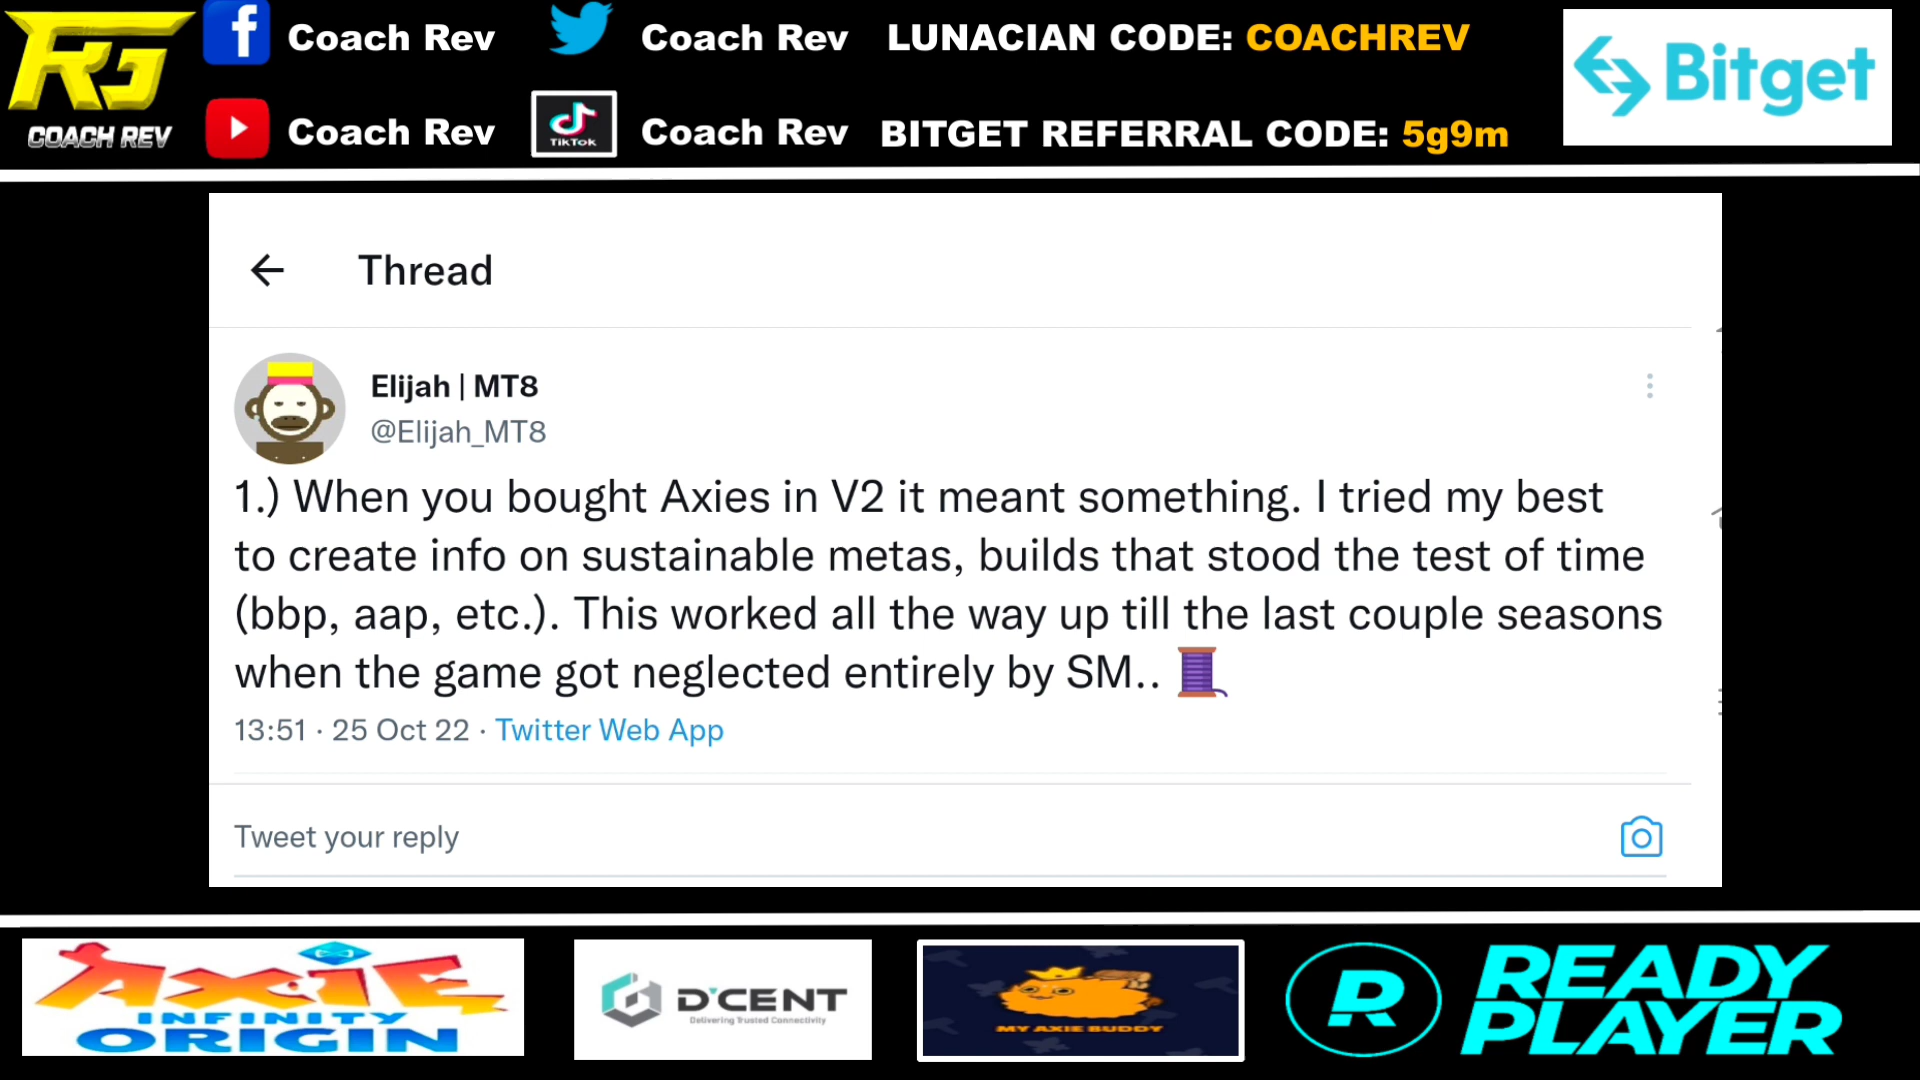 RG
COACH REV
Coach Rev
Coach Rev
LUNACIAN CODE: COACHREV
Coach Rev
TikTok
Coach Rev
BITGET REFERRAL CODE: 5g9m
Bitget
Thread
Elijah | MT8
@Elijah_MT8
1.) When you bought Axies in V2 it meant something. I tried my best
to create info on sustainable metas, builds that stood the test of time
(bbp, aap, etc.). This worked all the way up till the last couple seasons
when the game got neglected entirely by SM.. 🧵
13:51 · 25 Oct 22 · Twitter Web App
Tweet your reply
AXIE
INFINITY
ORIGIN
D'CENT
Delivering Trusted Connectivity
MY AXIE BUDDY
R
READY
PLAYER